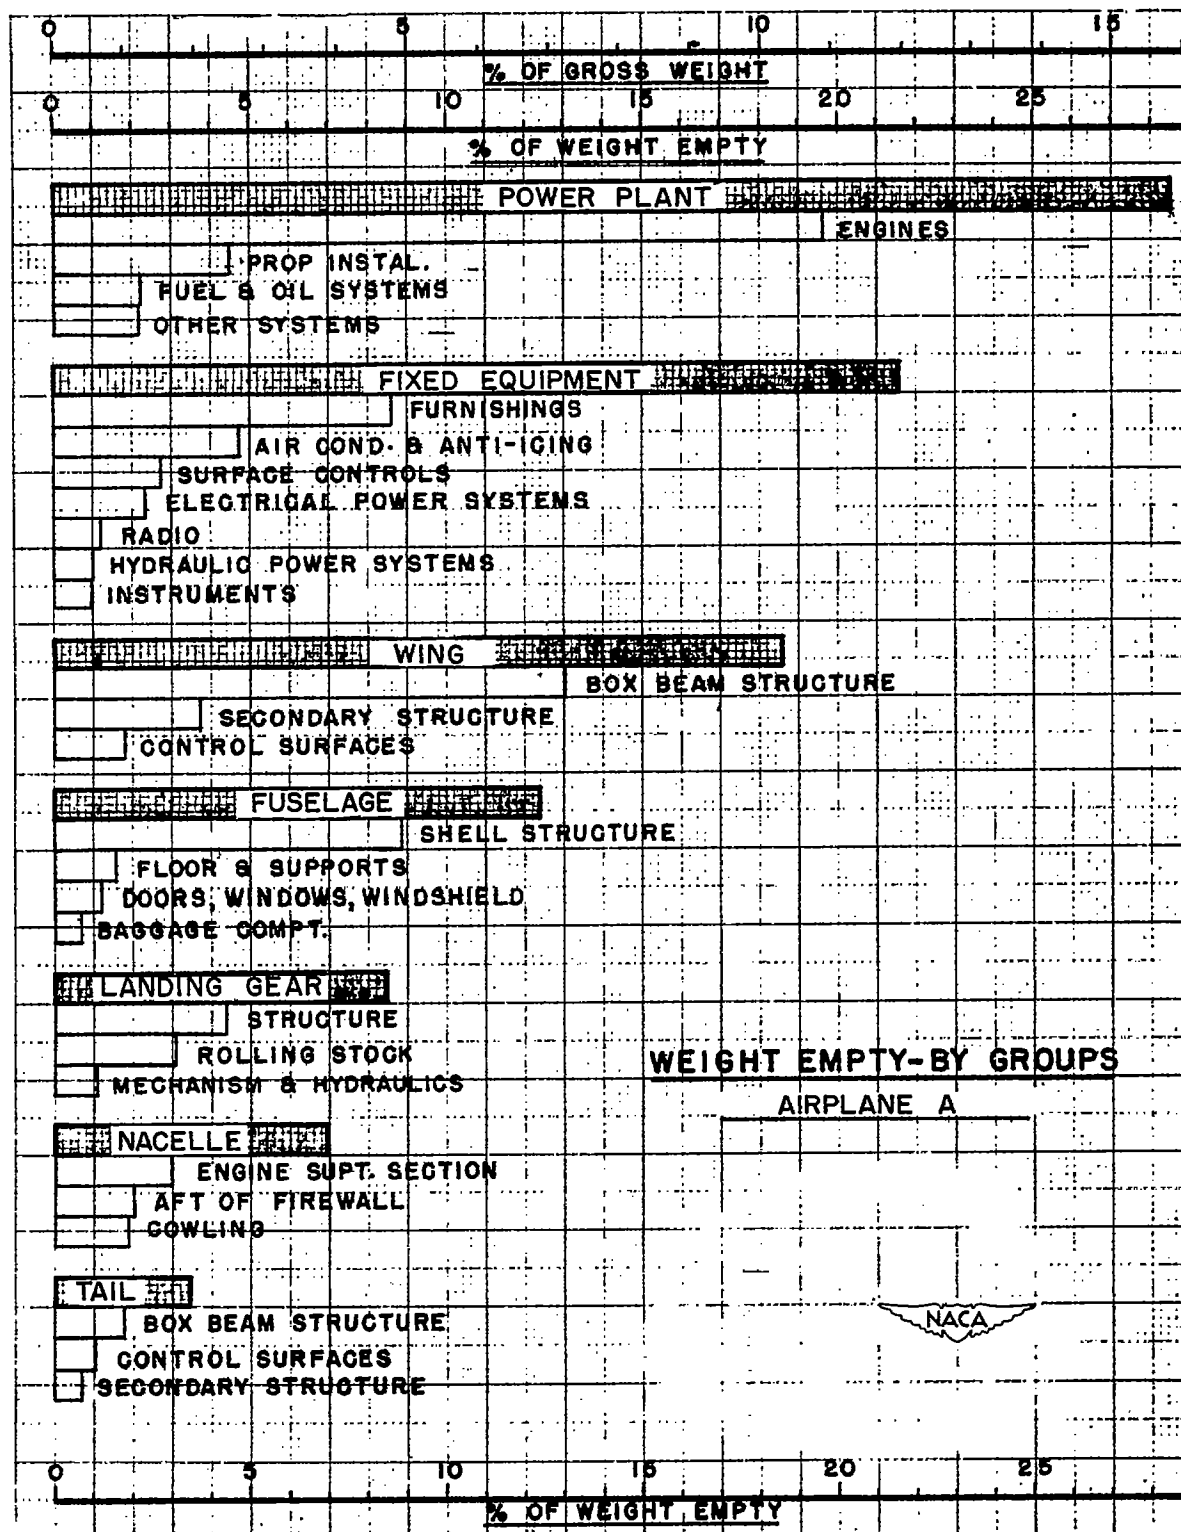 0 5 10 15
% OF GROSS WEIGHT
0 5 10 15 20 25
% OF WEIGHT EMPTY
POWER PLANT
ENGINES
PROP INSTAL.
FUEL & OIL SYSTEMS
OTHER SYSTEMS
FIXED EQUIPMENT
FURNISHINGS
AIR COND. & ANTI-ICING
SURFACE CONTROLS
ELECTRICAL POWER SYSTEMS
RADIO
HYDRAULIC POWER SYSTEMS
INSTRUMENTS
WING
BOX BEAM STRUCTURE
SECONDARY STRUCTURE
CONTROL SURFACES
FUSELAGE
SHELL STRUCTURE
FLOOR & SUPPORTS
DOORS, WINDOWS, WINDSHIELD
BAGGAGE COMPT.
LANDING GEAR
STRUCTURE
ROLLING STOCK
MECHANISM & HYDRAULICS
WEIGHT EMPTY-BY GROUPS
AIRPLANE A
NACELLE
ENGINE SUPT. SECTION
AFT OF FIREWALL
COWLING
TAIL
BOX BEAM STRUCTURE
CONTROL SURFACES
SECONDARY STRUCTURE
NACA
0 5 10 15 20 25
% OF WEIGHT EMPTY